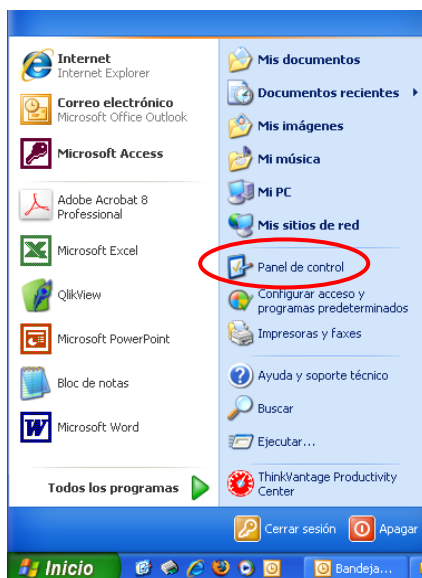 Internet
Internet Explorer
Correo electrónico
Microsoft Office Outlook
Microsoft Access
Adobe Acrobat 8
Professional
Microsoft Excel
QlikView
Microsoft PowerPoint
Bloc de notas
Microsoft Word
Todos los programas
Mis documentos
Documentos recientes
Mis imágenes
Mi música
Mi PC
Mis sitios de red
Panel de control
Configurar acceso y
programas predeterminados
Impresoras y faxes
Ayuda y soporte técnico
Buscar
Ejecutar...
ThinkVantage Productivity
Center
Cerrar sesión
Apagar
Inicio
Bandeja...